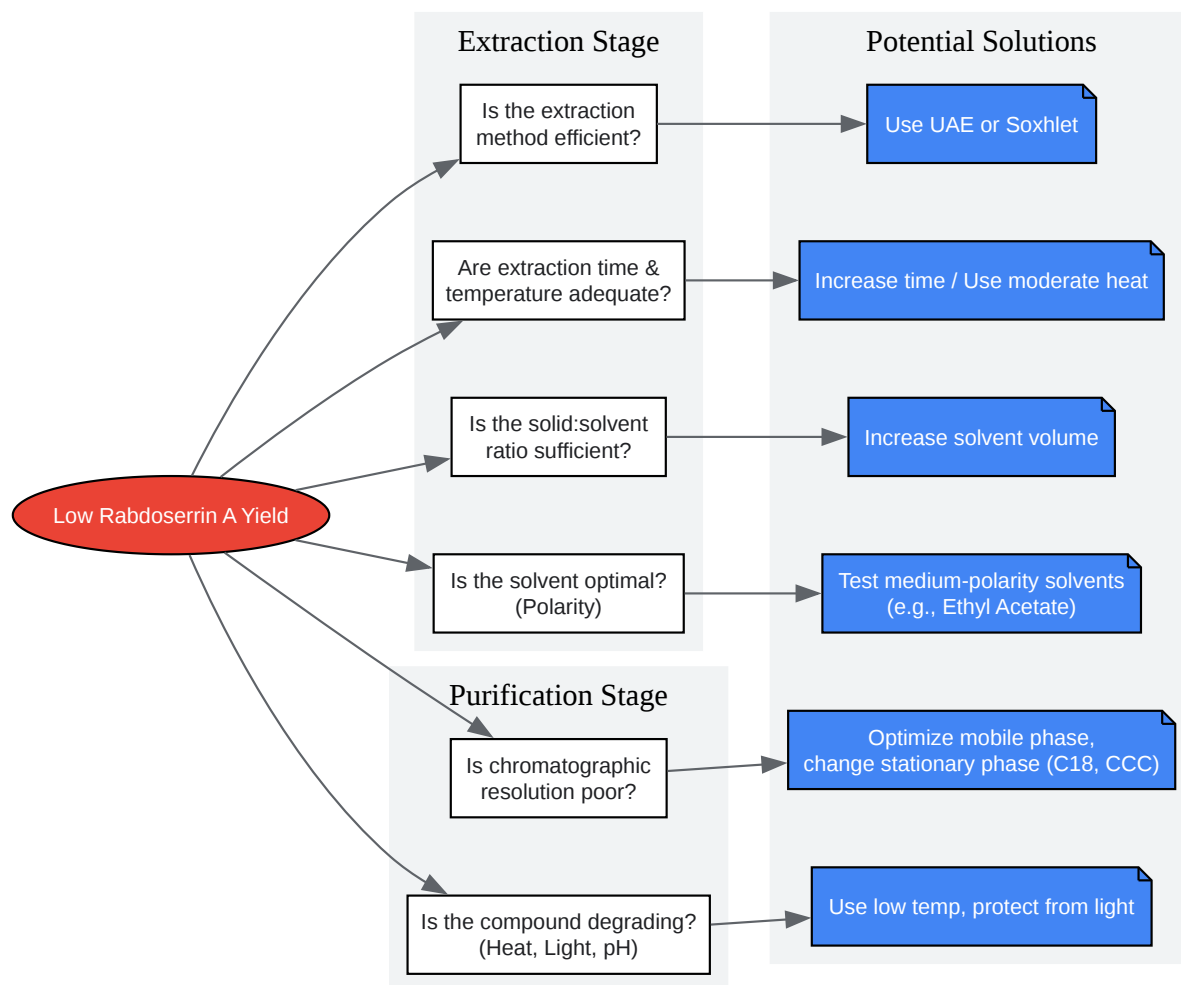 Extraction Stage
Potential Solutions
Is the extraction
method efficient?
Use UAE or Soxhlet
Are extraction time &
temperature adequate?
Increase time / Use moderate heat
Is the solid:solvent
ratio sufficient?
Increase solvent volume
Low Rabdoserrin A Yield
Is the solvent optimal?
(Polarity)
Test medium-polarity solvents
(e.g., Ethyl Acetate)
Purification Stage
Is chromatographic
resolution poor?
Optimize mobile phase,
change stationary phase (C18, CCC)
Is the compound degrading?
(Heat, Light, pH)
Use low temp, protect from light